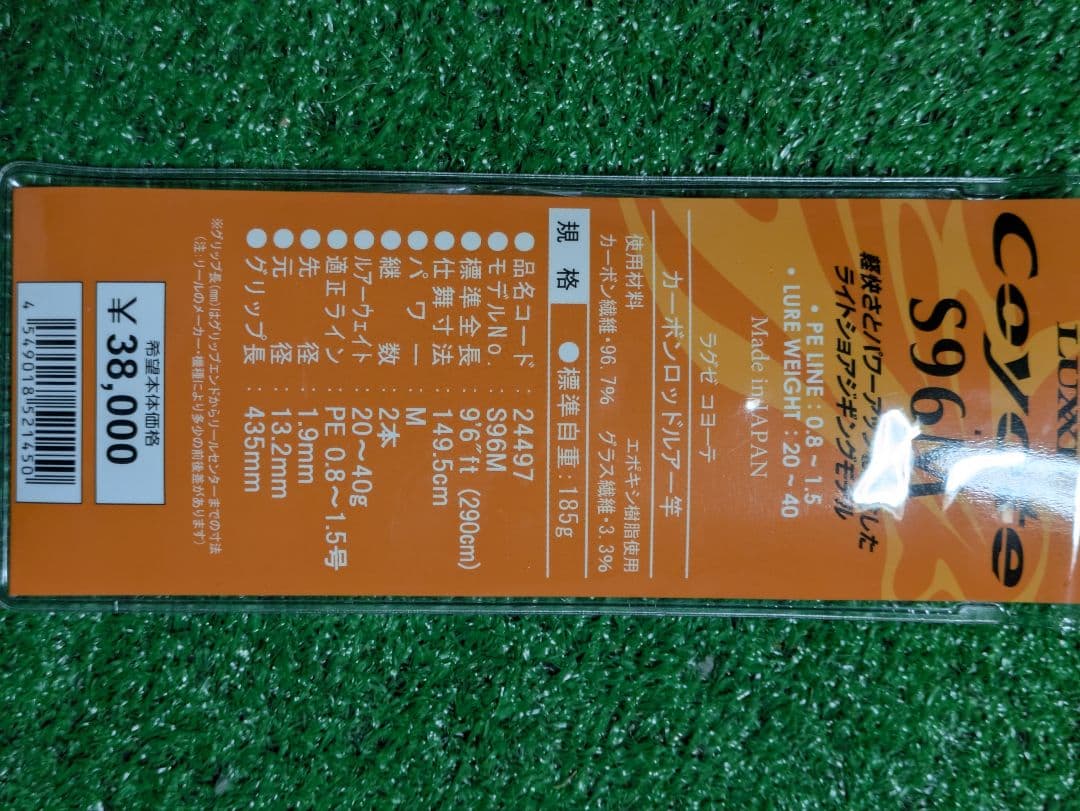 LUXX
Coyote
S96M
軽快さとパワーアップ
した
ライトショアジギングモデル
・PE LINE：0.8～1.5
・LURE WEIGHT：20～40
Made in JAPAN
ラグゼ コヨーテ
カーボンロッドルアー竿
使用材料　エポキシ樹脂使用
カーボン繊維・96.7%　グラス繊維・3.3%
規格　●標準自重：185g
●品名コード：24497
●モデルNo.：S96M
●標準全長：9'6"ft (290cm)
●仕舞寸法：149.5cm
●パワー：M
●継数：2本
●ルアーウェイト：20～40g
●適正ライン：PE 0.8～1.5号
●先径：1.9mm
●元径：13.2mm
●グリップ長：435mm
※グリップ長(mm)はグリップエンドからリールセンターまでの寸法
(注:リールのメーカー・機種により多少の前後差があります)
希望本体価格
¥38,000
4 549018 521450